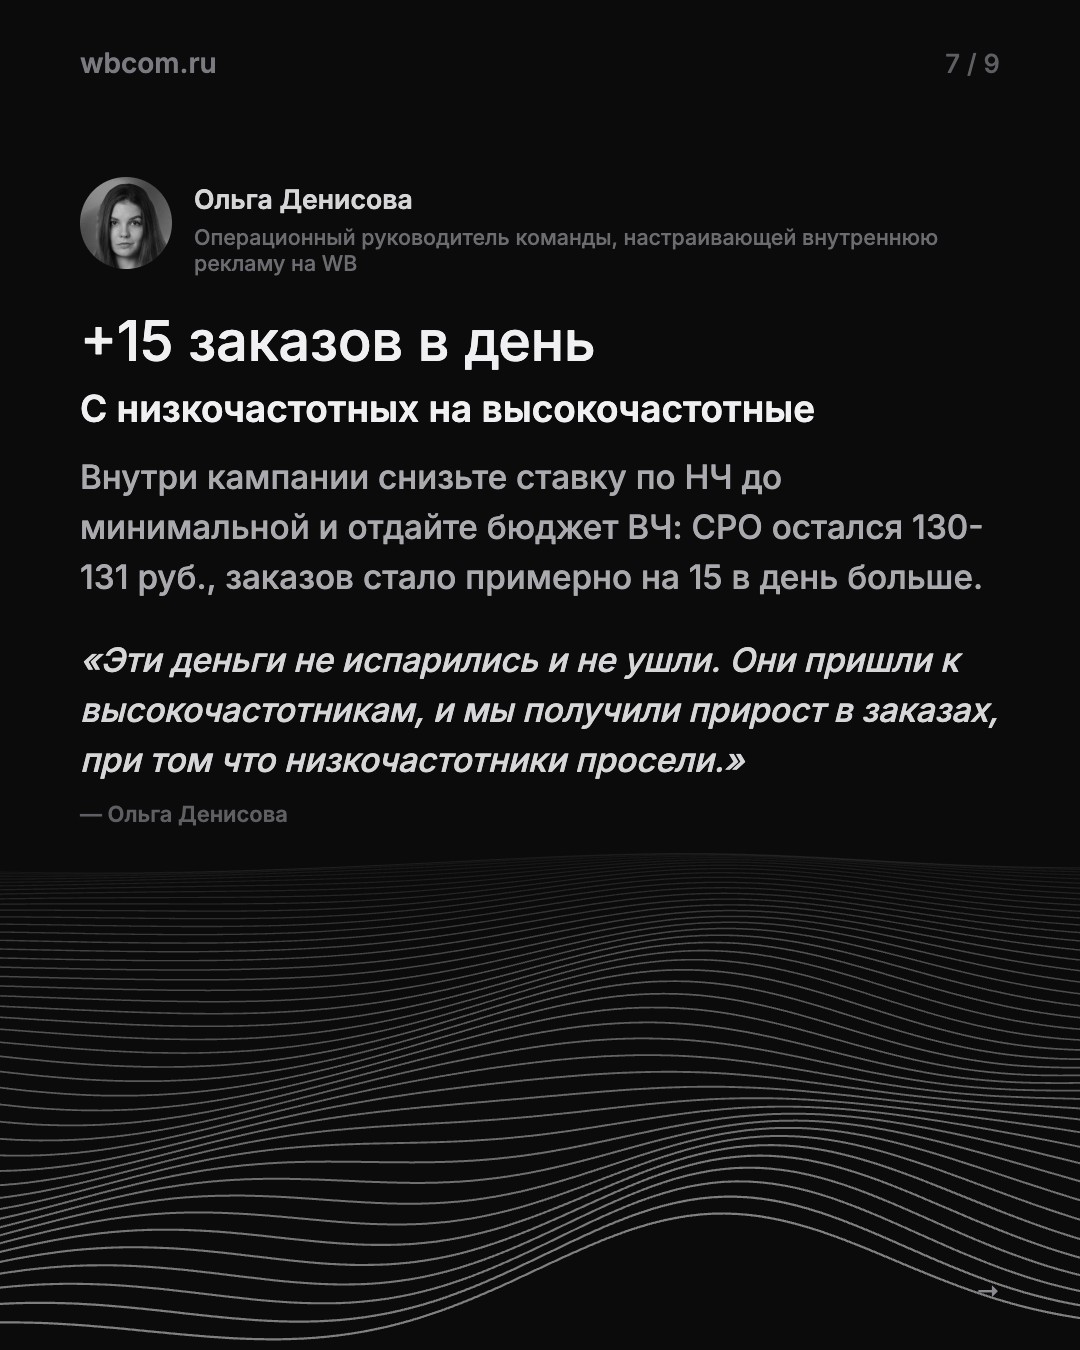 wbcom.ru
7 / 9
Ольга Денисова
Операционный руководитель команды, настраивающей внутреннюю
рекламу на WB
+15 заказов в день
С низкочастотных на высокочастотные
Внутри кампании снизьте ставку по НЧ до
минимальной и отдайте бюджет ВЧ: CPO остался 130-
131 руб., заказов стало примерно на 15 в день больше.
«Эти деньги не испарились и не ушли. Они пришли к
высокочастотникам, и мы получили прирост в заказах,
при том что низкочастотники просели.»
— Ольга Денисова
→